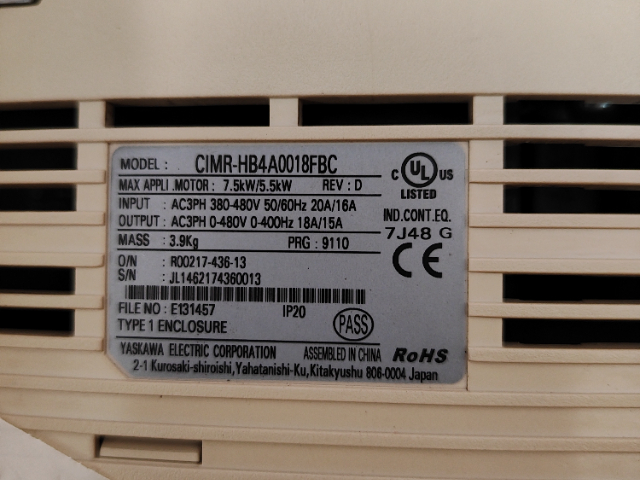 MODEL: CIMR-HB4A0018FBC
MAX APPLI.MOTOR: 7.5kW/5.5kW REV: D
INPUT : AC3PH 380-480V 50/60Hz 20A/16A
OUTPUT : AC3PH 0-480V 0-400Hz 18A/15A
MASS : 3.9Kg PRG: 9110
O/N : R00217-436-13
S/N : JL1462174360013
FILE NO: E131457 IP20
TYPE 1 ENCLOSURE
PASS
YASKAWA ELECTRIC CORPORATION ASSEMBLED IN CHINA
2-1 Kurosaki-shiroishi,Yahatanishi-Ku,Kitakyushu 806-0004 Japan
C UL US
LISTED
IND.CONT.EQ.
7J48 G
CE
RoHS